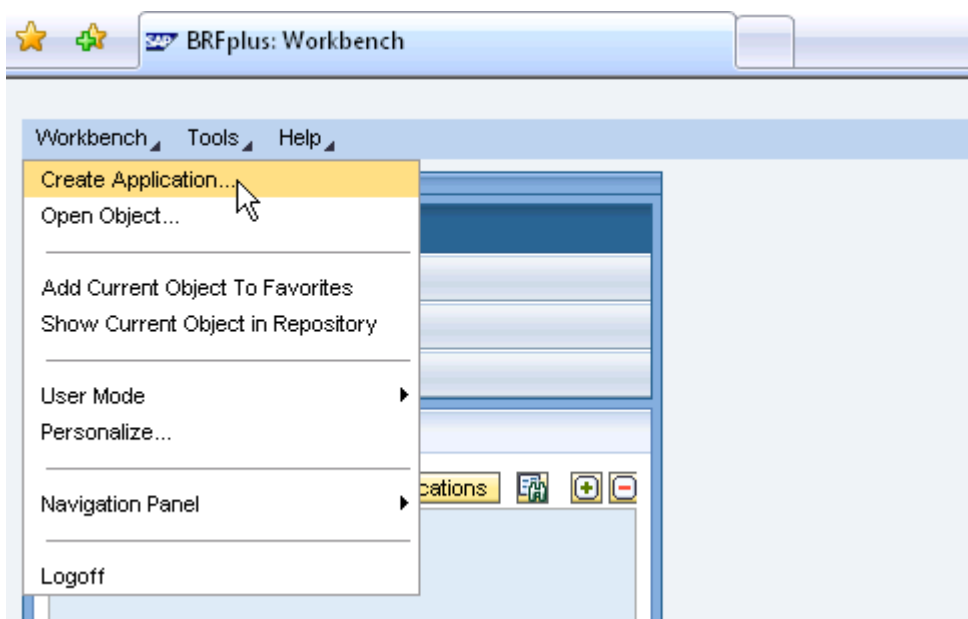 SAP BRFplus: Workbench
Workbench Tools Help
Create Application...
Open Object...
Add Current Object To Favorites
Show Current Object in Repository
User Mode
Personalize...
cations
Navigation Panel
Logoff